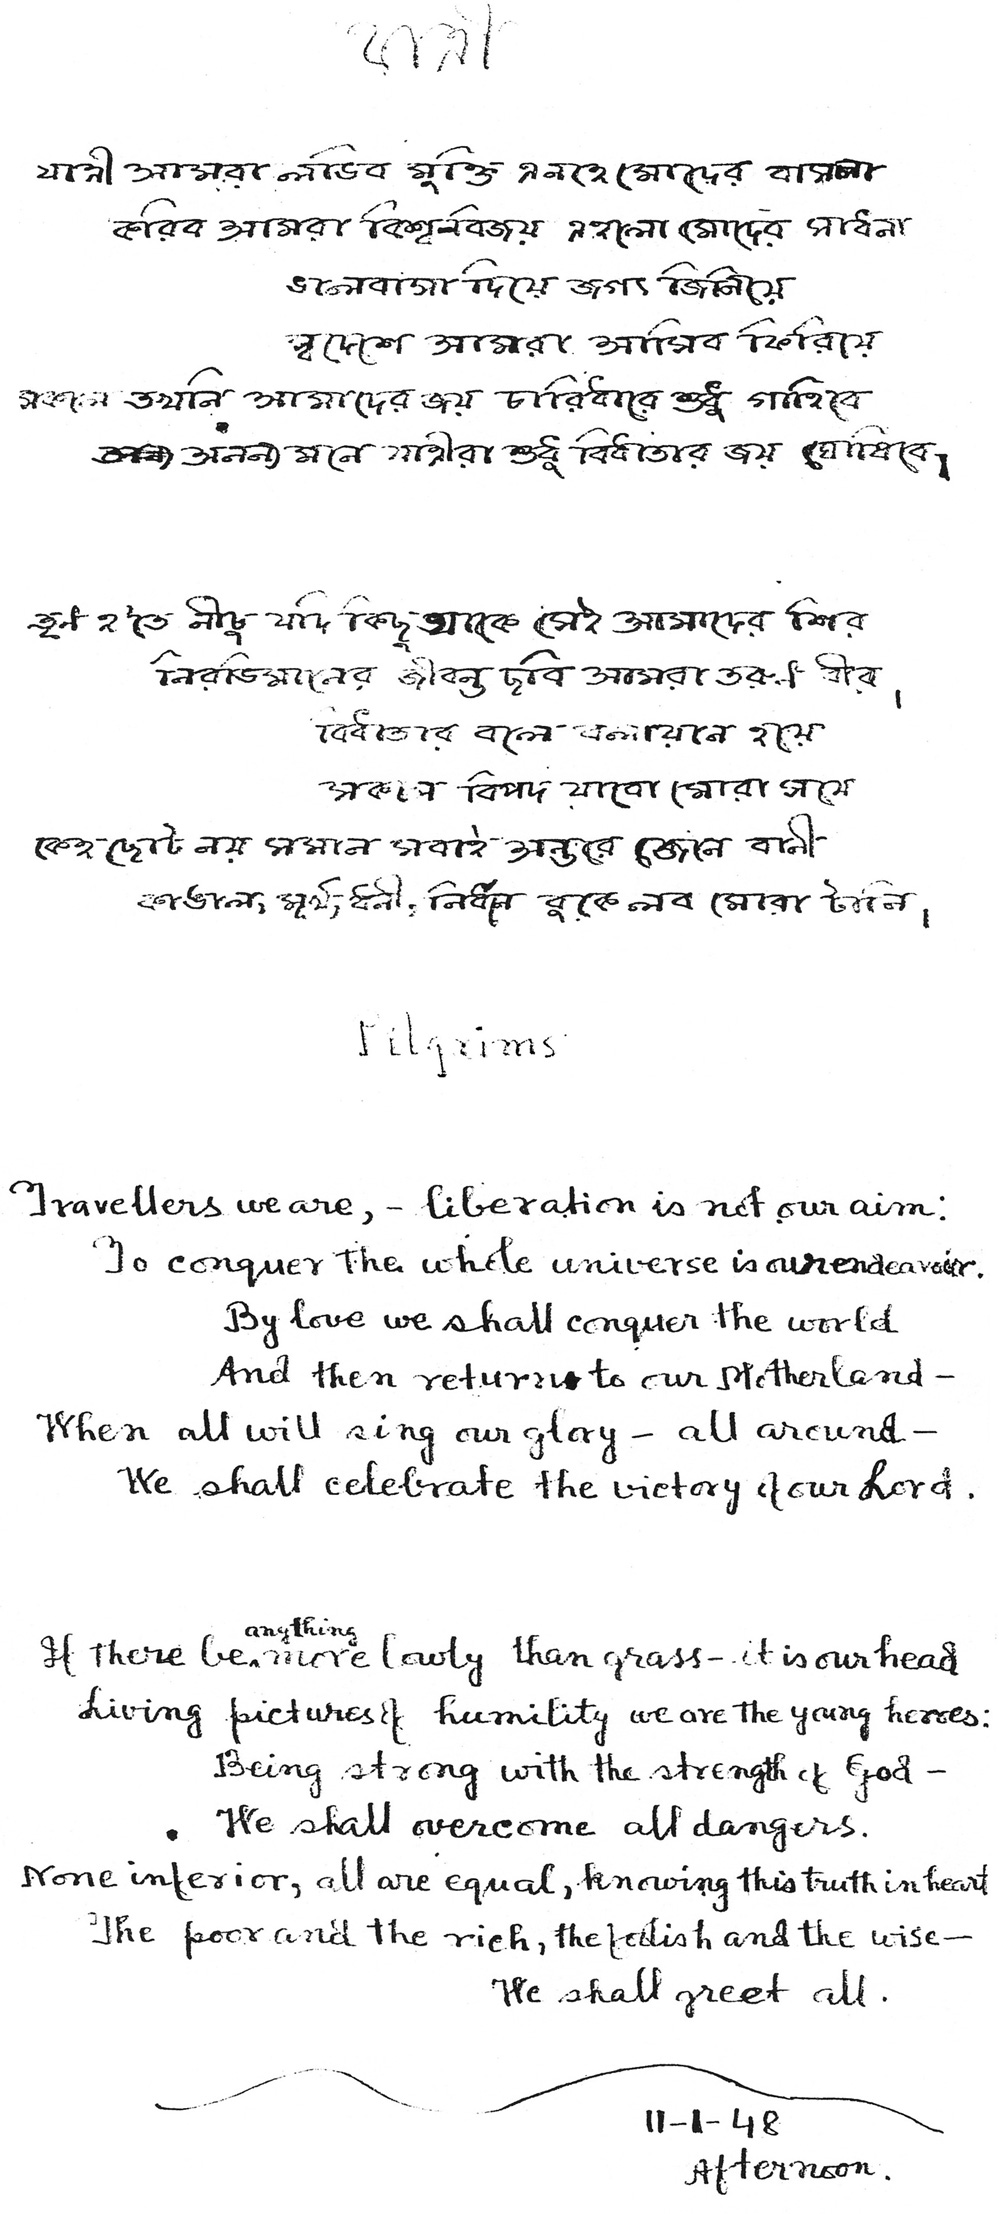 যাত্রী
যাত্রী আমরা লভিব মুক্তি এ নহে মোদের বাসনা
করিব আমরা বিশ্ব বিজয় এ হলো মোদের সাধনা
ভালবাসা দিয়ে জগৎ জিনিয়ে
স্বদেশে আমরা আসিব ফিরিয়ে
সকলে তখনি আমাদের জয় চারিধারে শুধু গাহিবে
অনন্য মনে যাত্রীরা শুধু বিধাতার জয় ঘোষিবে।
তৃণ হ'তে নীচু যদি কিছু থাকে সেই আমাদের শির
নিরভিমানের জীবন্ত ছবি আমরা তরুণ বীর।
বিধাতার বলে বলীয়ান হয়ে
সকল বিপদ যাবো মোরা সয়ে
কেহ ছোট নয় সমান সবাই অন্তরে জেনে বাণী
কাঙাল, মূর্খ, ধনী, নির্ধন বুকে লব মোরা টানি।
Pilgrims
Travellers we are, - liberation is not our aim:
To conquer the whole universe is our endeavour.
By love we shall conquer the world
And then return to our Motherland –
When all will sing our glory – all around –
We shall celebrate the victory of our Lord.
anything
If there be more lowly than grass – it is our head
Living pictures of humility we are the young heroes:
Being strong with the strength of God –
We shall overcome all dangers.
None inferior, all are equal, knowing this truth in heart
The poor and the rich, the foolish and the wise –
We shall greet all.
11-1-48
Afternoon.